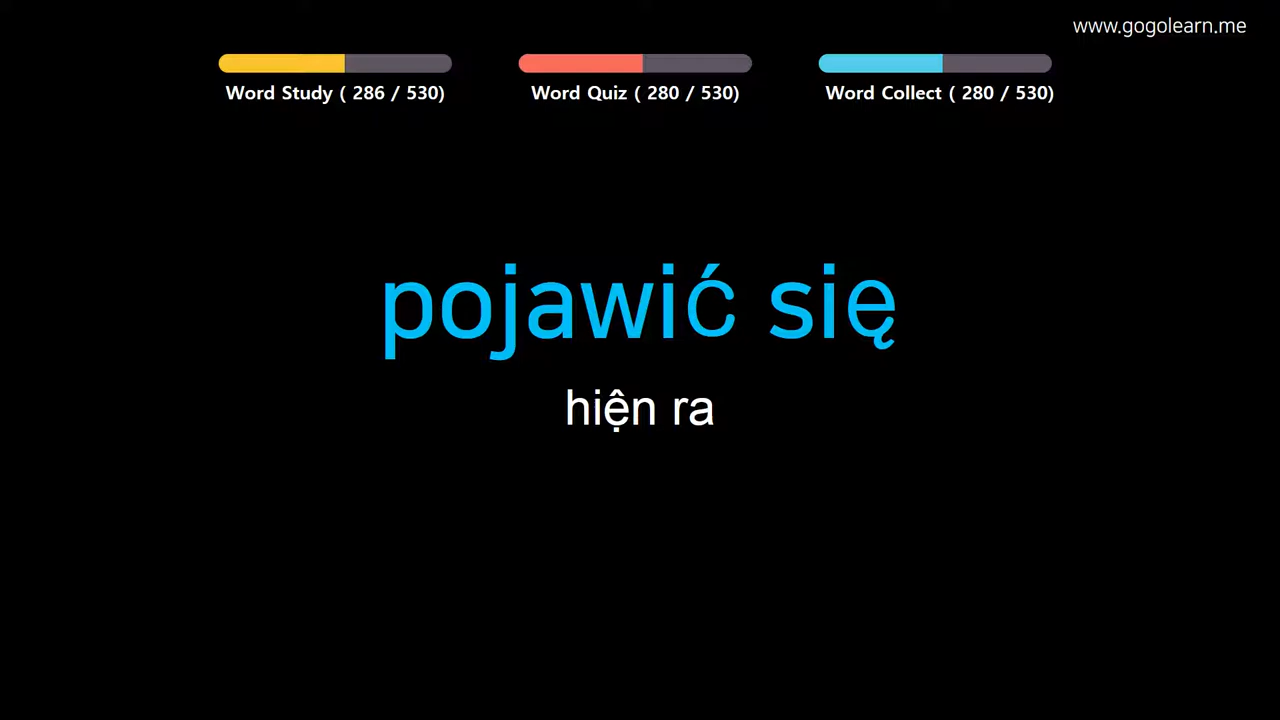 www.gogolearn.me
Word Study ( 286 / 530)
Word Quiz ( 280 / 530)
Word Collect ( 280 / 530)
pojawić się
hiện ra